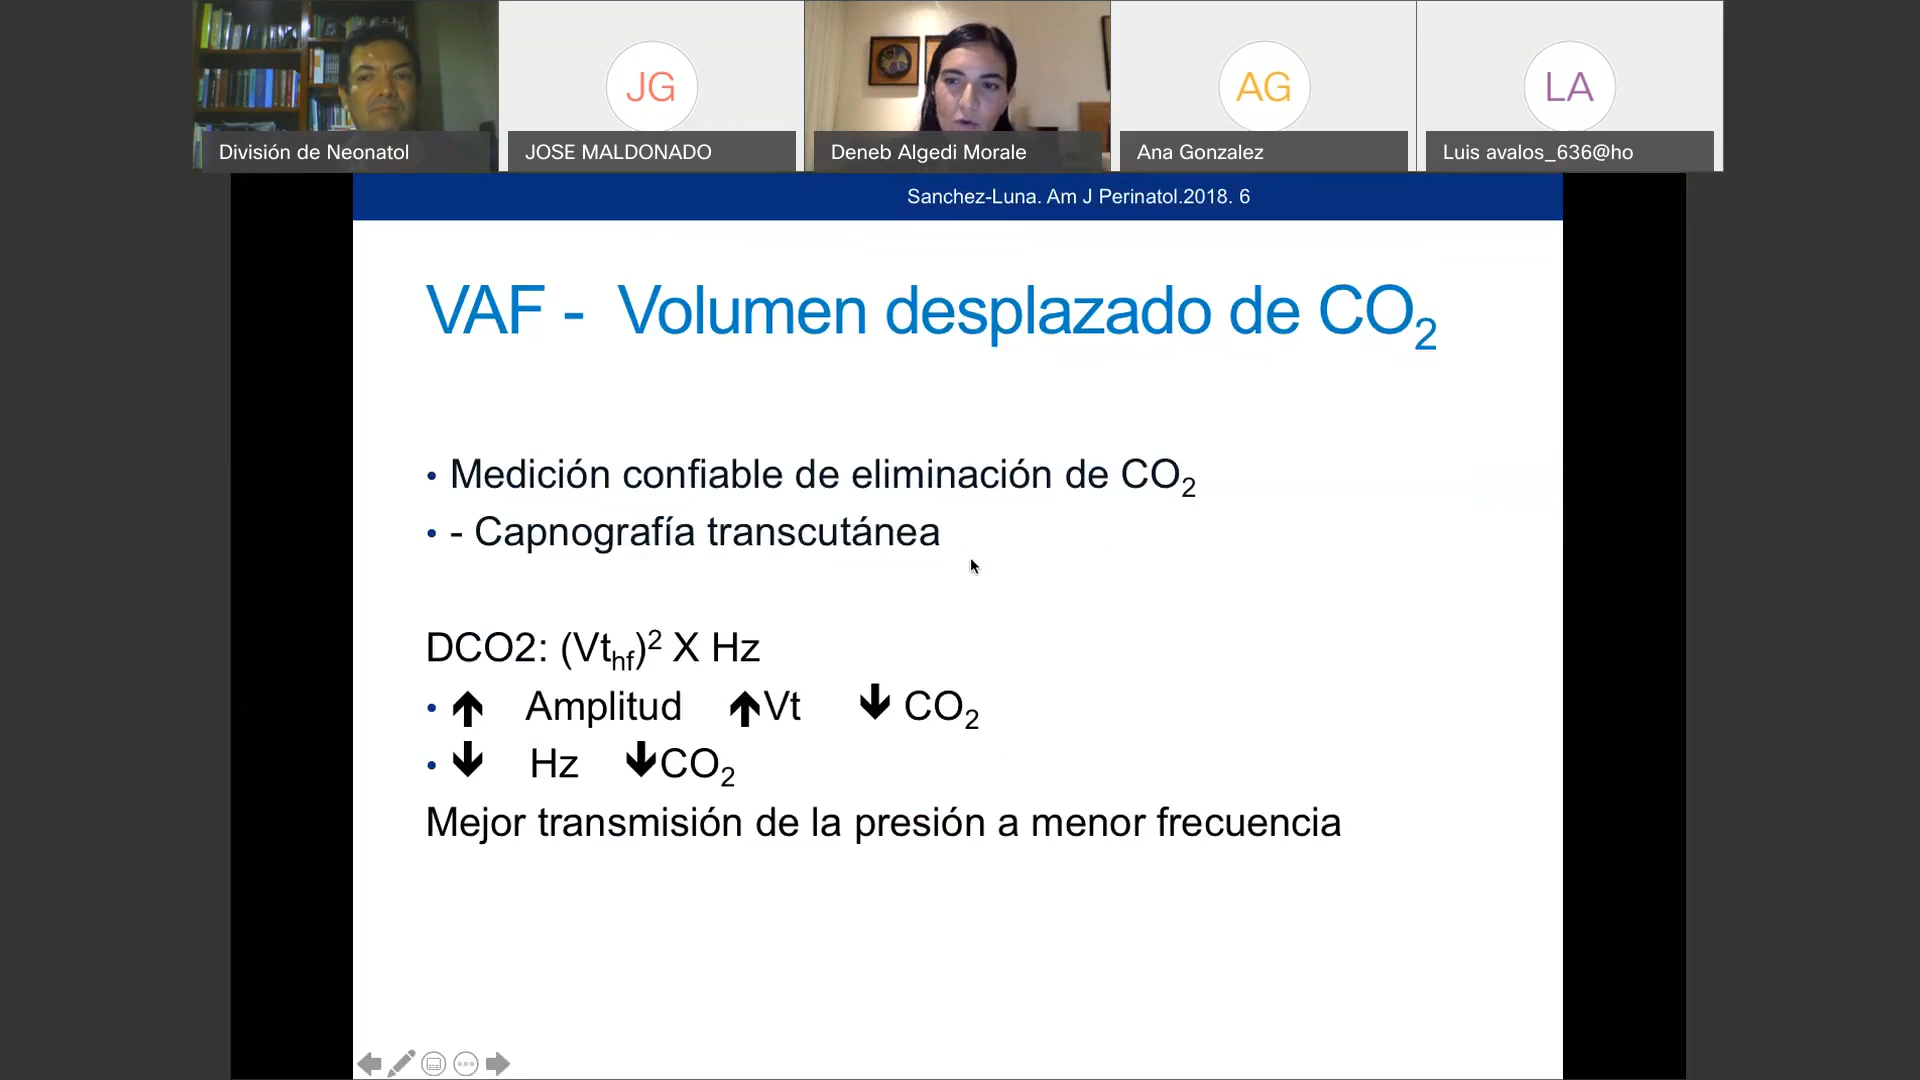 JG
AG
LA
División de Neonatol
JOSE MALDONADO
Deneb Algedi Morale
Ana Gonzalez
Luis avalos_636@ho
Sanchez-Luna. Am J Perinatol.2018. 6
VAF - Volumen desplazado de CO₂
• Medición confiable de eliminación de CO₂
• - Capnografía transcutánea
DCO2: (Vthf)² X Hz
• 🡹 Amplitud 🡹Vt 🡻 CO₂
• 🡻 Hz 🡻CO₂
Mejor transmisión de la presión a menor frecuencia